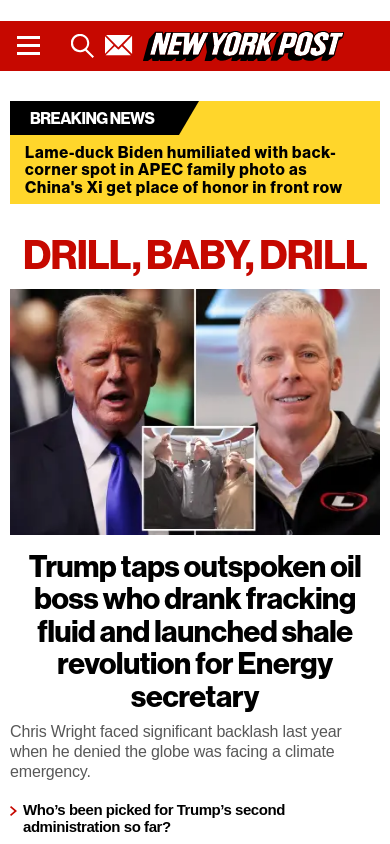 NEW YORK POST
BREAKING NEWS
Lame-duck Biden humiliated with back-
corner spot in APEC family photo as
China's Xi get place of honor in front row
DRILL, BABY, DRILL
L
Trump taps outspoken oil
boss who drank fracking
fluid and launched shale
revolution for Energy
secretary
Chris Wright faced significant backlash last year
when he denied the globe was facing a climate
emergency.
Who’s been picked for Trump’s second
administration so far?